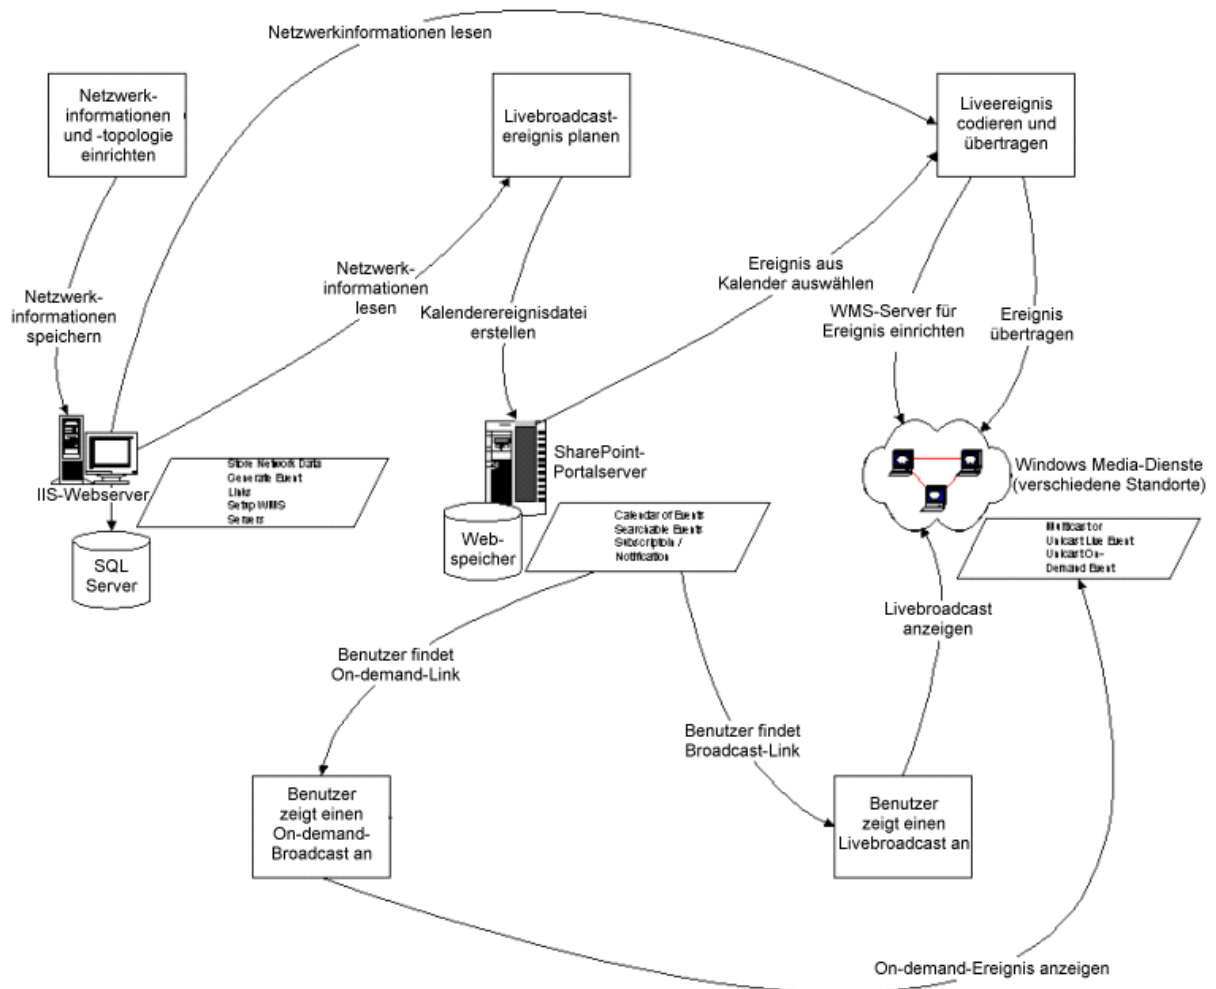 Netzwerkinformationen lesen
Netzwerk-
informationen
und -topologie
einrichten
Livebroadcast-
ereignis planen
Liveereignis
codieren und
übertragen
Netzwerk-
informationen
speichern
Netzwerk-
informationen
lesen
Kalenderereignisdatei
erstellen
Ereignis aus
Kalender auswählen
WMS-Server für
Ereignis einrichten
Ereignis
übertragen
IIS-Webserver
Store Network Data
Generate Event
Links
Setup WMS
Servers
SQL
Server
SharePoint-
Portalserver
Web-
speicher
Calendar of Events
Searchable Events
Subscriptoin /
Notification
Windows Media-Dienste
(verschiedene Standorte)
Multicast or
Unicast Live Event
Unicast On-
Demand Event
Benutzer findet
On-demand-Link
Benutzer findet
Broadcast-Link
Livebroadcast
anzeigen
Benutzer
zeigt einen
On-demand-
Broadcast an
Benutzer
zeigt einen
Livebroadcast an
On-demand-Ereignis anzeigen